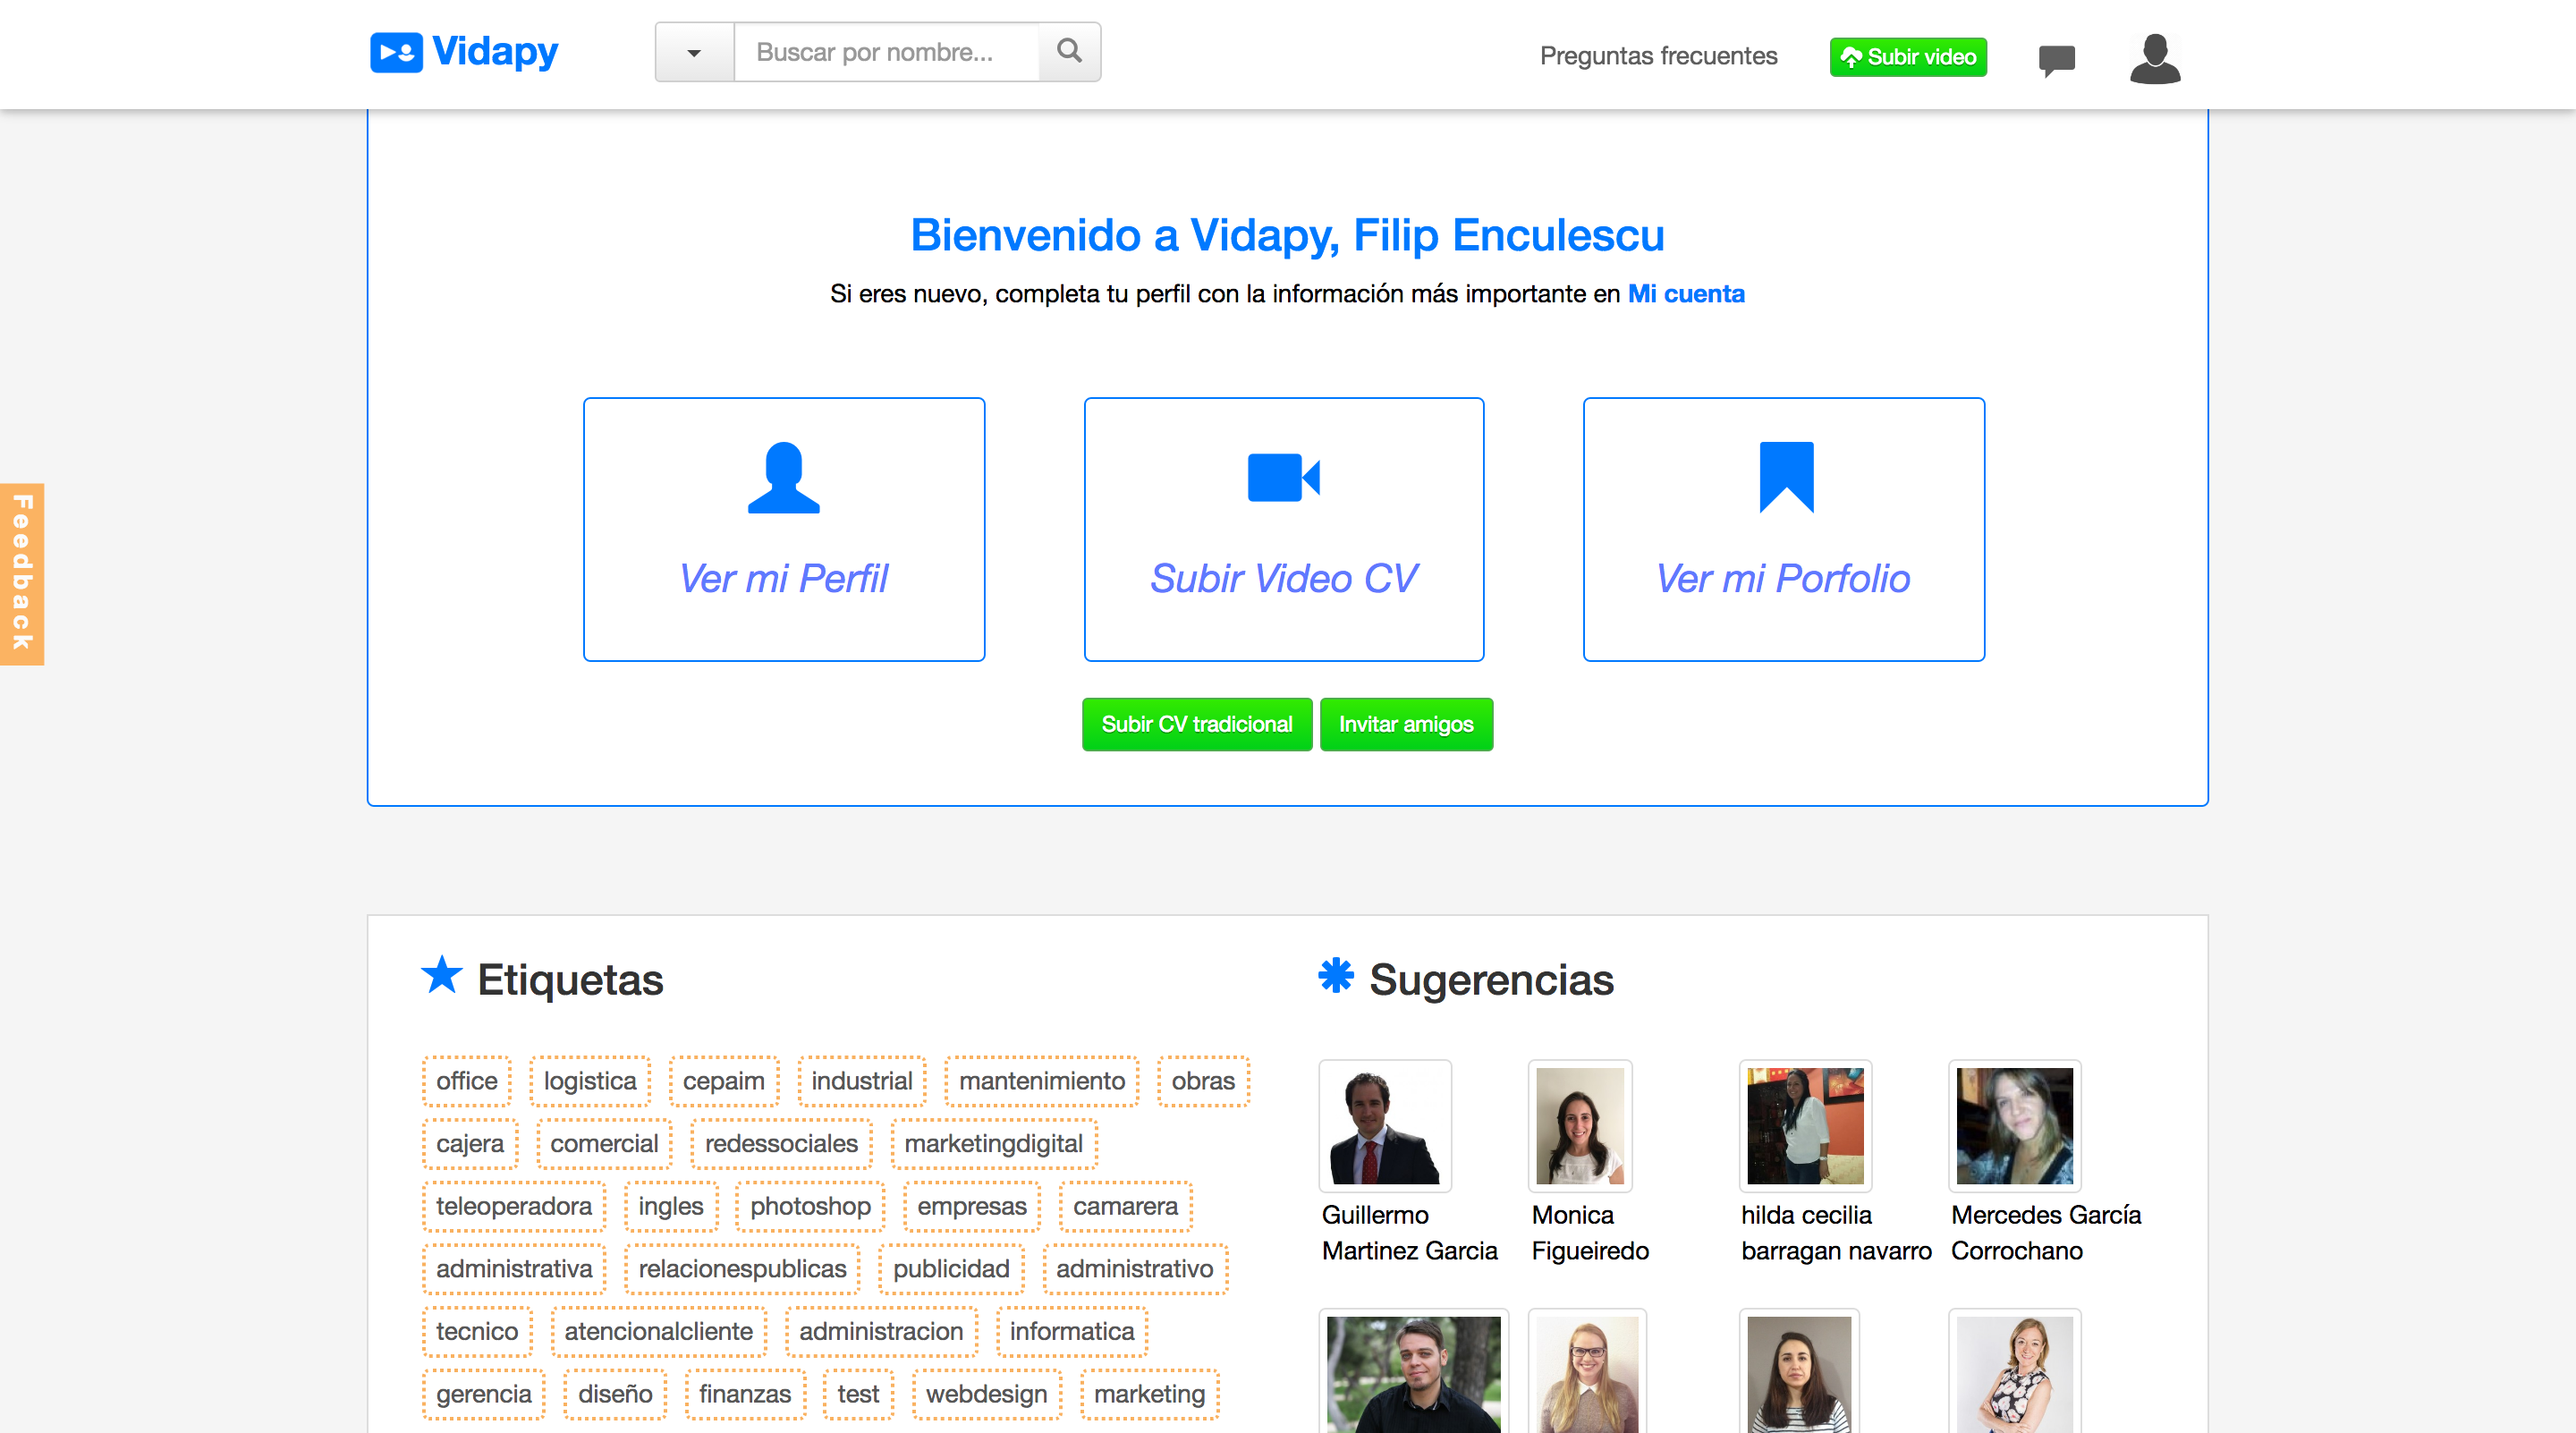 Vidapy
Buscar por nombre...
Preguntas frecuentes
Subir video
Bienvenido a Vidapy, Filip Enculescu
Si eres nuevo, completa tu perfil con la información más importante en Mi cuenta
Feedback
Ver mi Perfil
Subir Video CV
Ver mi Porfolio
Subir CV tradicional
Invitar amigos
Etiquetas
office logistica cepaim industrial mantenimiento obras
cajera comercial redessociales marketingdigital
teleoperadora ingles photoshop empresas camarera
administrativa relacionespublicas publicidad administrativo
tecnico atencionalcliente administracion informatica
gerencia diseño finanzas test webdesign marketing
Sugerencias
Guillermo
Martinez Garcia
Monica
Figueiredo
hilda cecilia
barragan navarro
Mercedes García
Corrochano